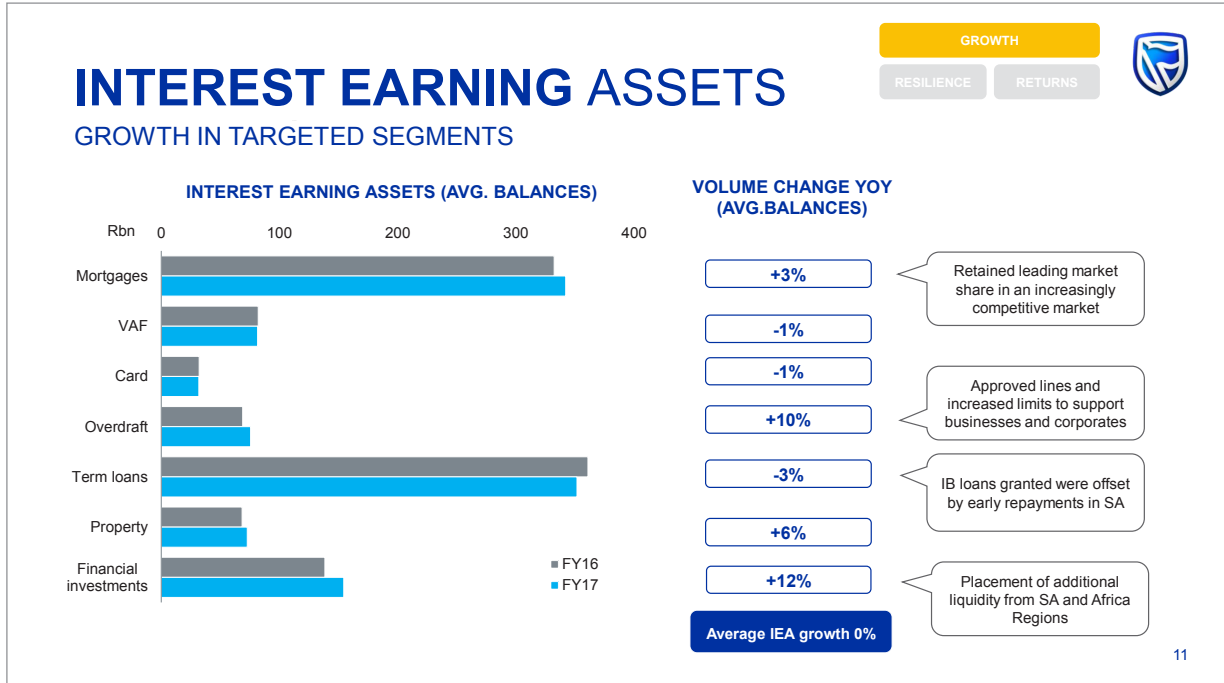 GROWTH
RESILIENCE RETURNS
INTEREST EARNING ASSETS
GROWTH IN TARGETED SEGMENTS
INTEREST EARNING ASSETS (AVG. BALANCES)
Rbn 0 100 200 300 400
Mortgages
VAF
Card
Overdraft
Term loans
Property
Financial
investments
FY16
FY17
VOLUME CHANGE YOY
(AVG.BALANCES)
+3%
-1%
-1%
+10%
-3%
+6%
+12%
Average IEA growth 0%
Retained leading market
share in an increasingly
competitive market
Approved lines and
increased limits to support
businesses and corporates
IB loans granted were offset
by early repayments in SA
Placement of additional
liquidity from SA and Africa
Regions
11